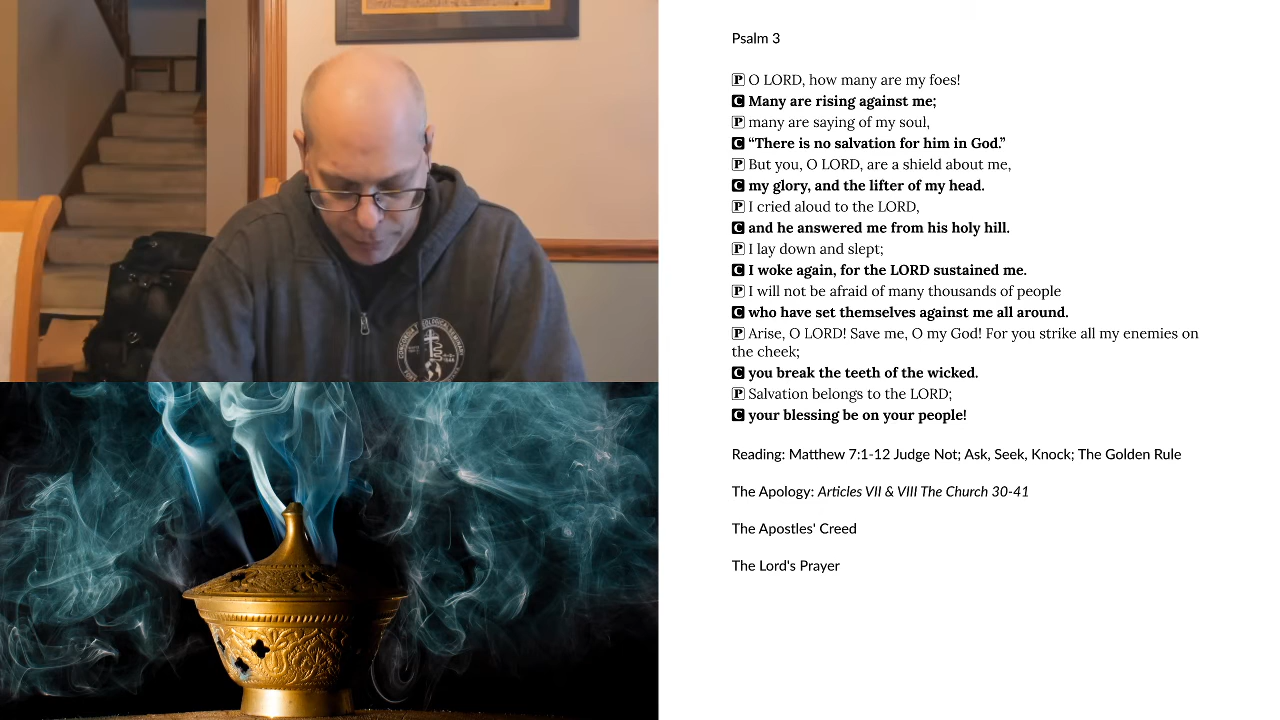 Psalm 3
P O LORD, how many are my foes!
C Many are rising against me;
P many are saying of my soul,
C “There is no salvation for him in God.”
P But you, O LORD, are a shield about me,
C my glory, and the lifter of my head.
P I cried aloud to the LORD,
C and he answered me from his holy hill.
P I lay down and slept;
C I woke again, for the LORD sustained me.
P I will not be afraid of many thousands of people
C who have set themselves against me all around.
P Arise, O LORD! Save me, O my God! For you strike all my enemies on
the cheek;
C you break the teeth of the wicked.
P Salvation belongs to the LORD;
C your blessing be on your people!
Reading: Matthew 7:1-12 Judge Not; Ask, Seek, Knock; The Golden Rule
The Apology: Articles VII & VIII The Church 30-41
The Apostles' Creed
The Lord's Prayer
CONCORDIA THEOLOGICAL SEMINARY